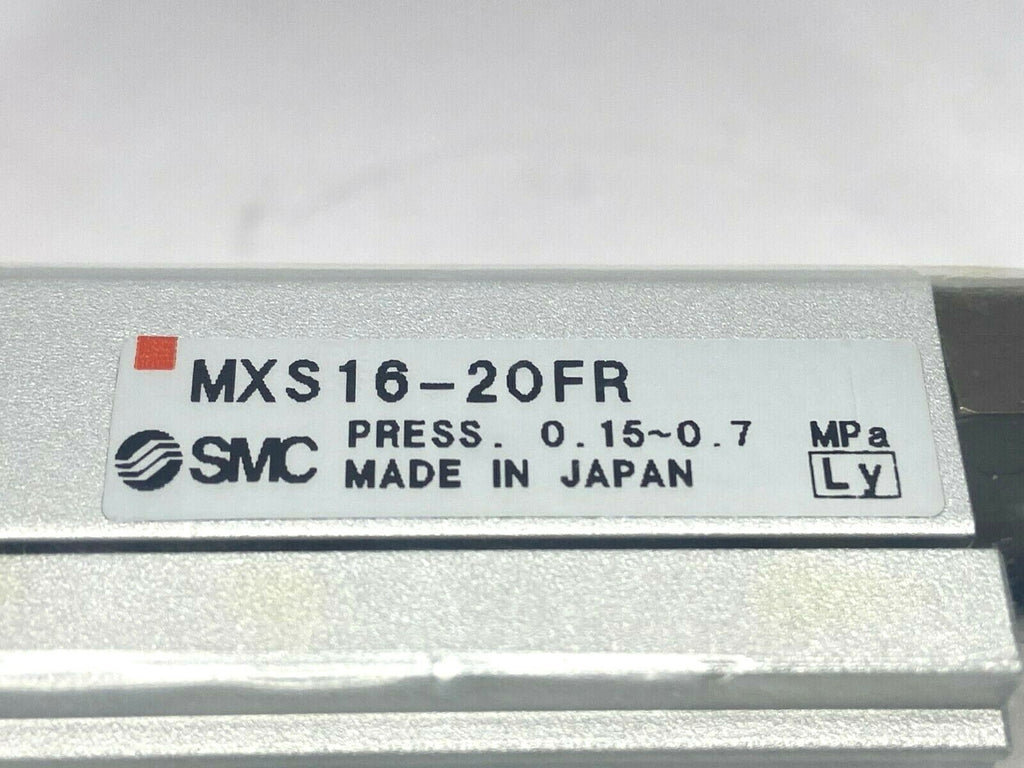 MXS16-20FR
SMC PRESS. 0.15~0.7 MPa
MADE IN JAPAN Ly